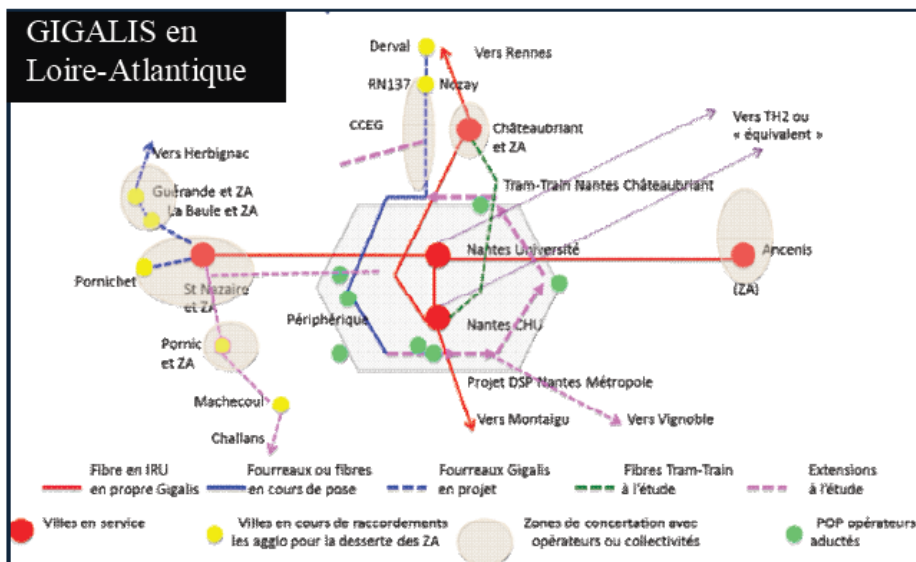 GIGALIS en
Loire-Atlantique
Derval
Vers Rennes
RN137
Nozay
CCEG
Châteaubriant
et ZA
Vers TH2 ou
« équivalent »
Vers Herbignac
Tram-Train Nantes Châteaubriant
Guérande et ZA
La Baule et ZA
Nantes Université
Ancenis
(ZA)
Pornichet
St Nazaire
et ZA
Périphérique
Nantes CHU
Pornic
et ZA
Projet DSP Nantes Métropole
Machecoul
Vers Montaigu
Vers Vignoble
Challans
Fibre en IRU
en propre Gigalis
Fourreaux ou fibres
en cours de pose
Fourreaux Gigalis
en projet
Fibres Tram-Train
à l'étude
Extensions
à l'étude
Villes en service
Villes en cours de raccordements
les agglo pour la desserte des ZA
Zones de concertation avec
opérateurs ou collectivités
POP opérateurs
aductés